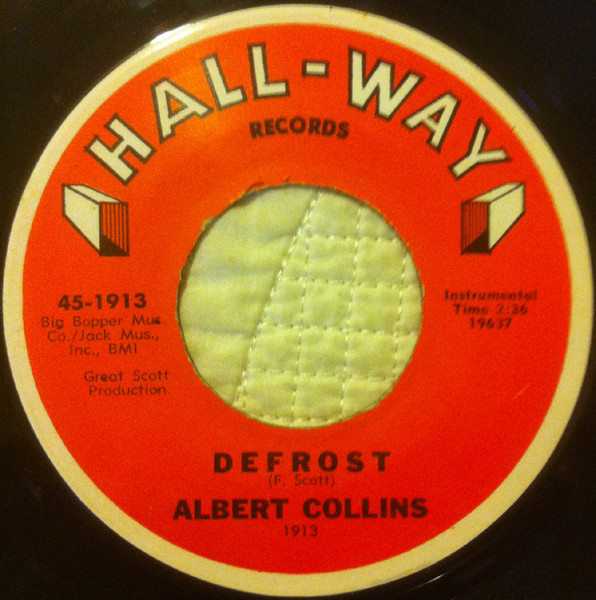 HALL-WAY
RECORDS
45-1913
Big Bopper Mus.
Co./Jack Mus.,
Inc., BMI
Great Scott
Production
Instrumental
Time 2:36
19637
DEFROST
(F. Scott)
ALBERT COLLINS
1913